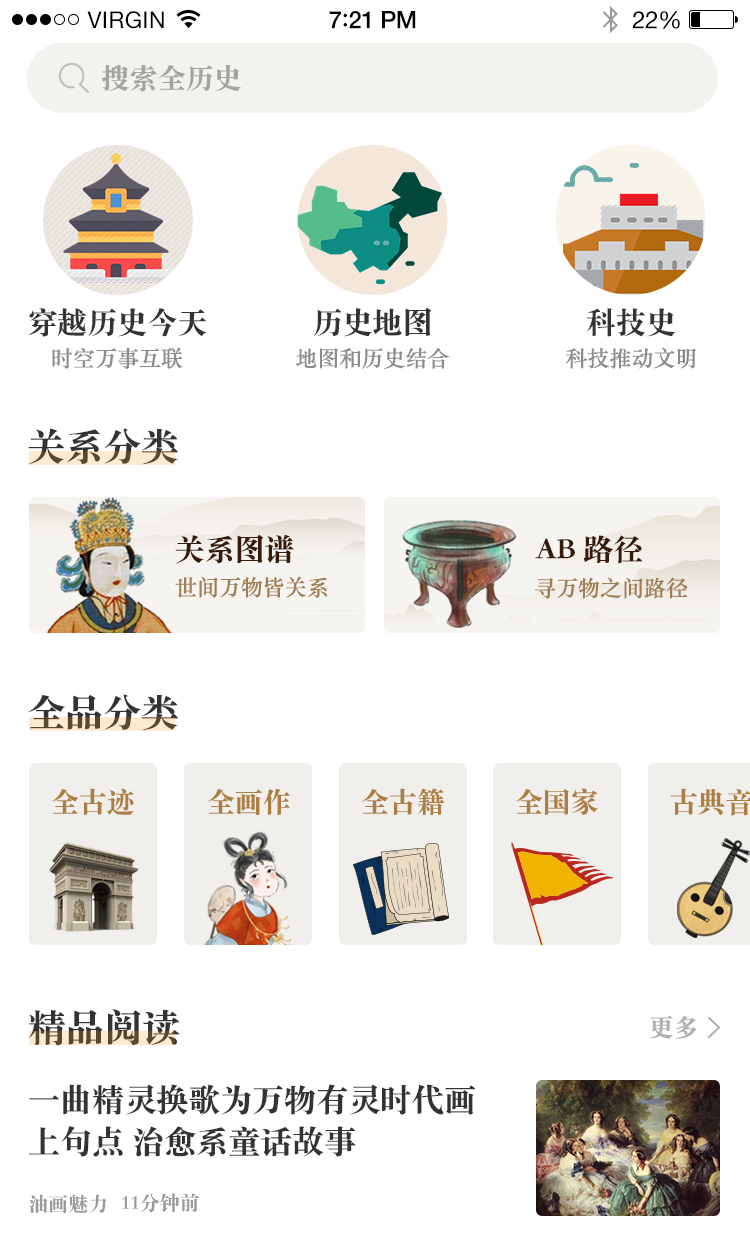 VIRGIN
7:21 PM
22%
搜索全历史
穿越历史今天
时空万事互联
历史地图
地图和历史结合
科技史
科技推动文明
关系分类
关系图谱
世间万物皆关系
AB 路径
寻万物之间路径
全品分类
全古迹
全画作
全古籍
全国家
古典音
精品阅读
更多
一曲精灵换歌为万物有灵时代画
上句点 治愈系童话故事
油画魅力 11分钟前